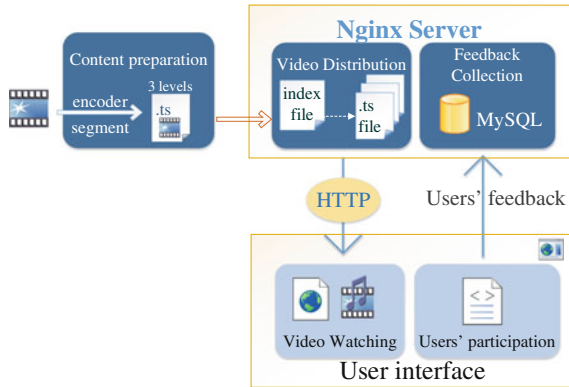 Nginx Server
Content preparation
3 levels
encoder
segment
.ts
Video Distribution
index
file
.ts
file
Feedback
Collection
MySQL
HTTP
Users' feedback
Video Watching
<>
Users' participation
User interface